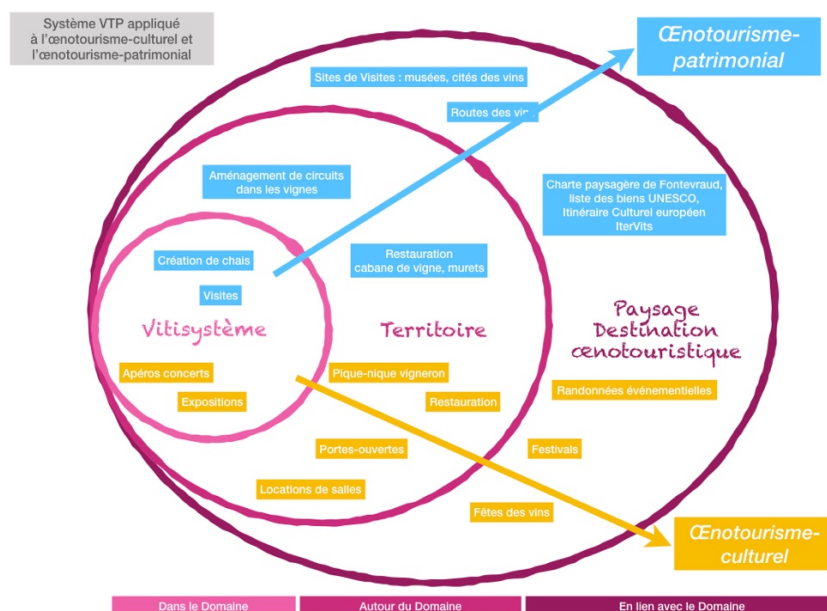 Système VTP appliqué
à l'œnotourisme-culturel et
l'œnotourisme-patrimonial
Œnotourisme-
patrimonial
Sites de Visites : musées, cités des vins
Routes des
Aménagement de circuits
dans les vignes
Charte paysagère de Fontevraud,
liste des biens UNESCO,
Itinéraire Culturel européen
IterVits
Création de chais
Restauration
cabane de vigne, murets
Visites
Vitisystème
Territoire
Paysage
Destination
œnotouristique
Apéros concerts
Pique-nique vigneron
Randonnées événementielles
Expositions
Restauration
Portes-ouvertes
Festivals
Locations de salles
Fêtes des vins
Œnotourisme-
culturel
Dans le Domaine
Autour du Domaine
En lien avec le Domaine